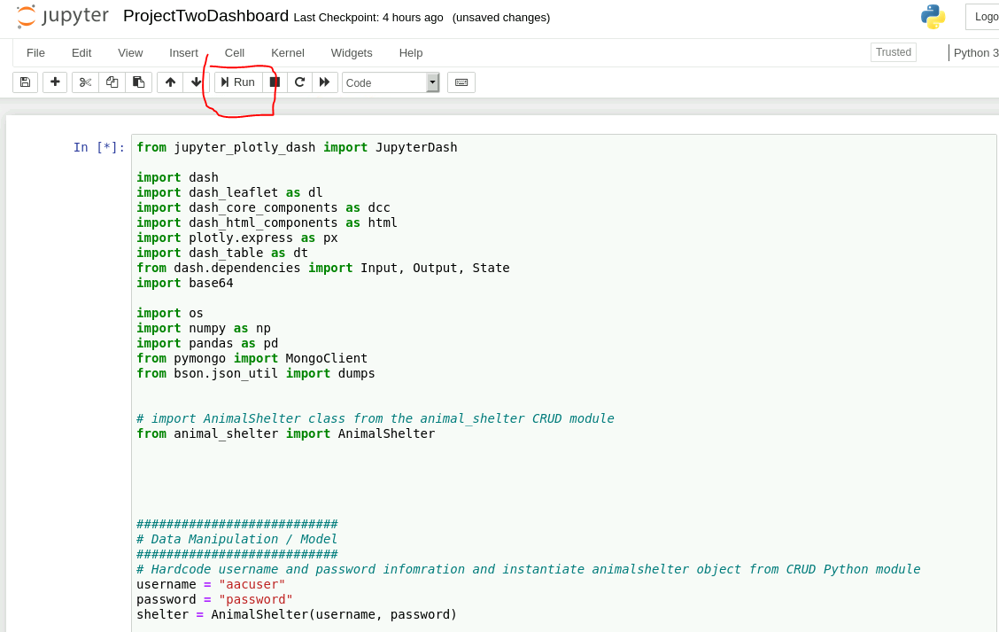 jupyter ProjectTwoDashboard Last Checkpoint: 4 hours ago (unsaved changes) Logo
File Edit View Insert Cell Kernel Widgets Help Trusted Python 3
Run Code
In [*]: from jupyter_plotly_dash import JupyterDash
import dash
import dash_leaflet as dl
import dash_core_components as dcc
import dash_html_components as html
import plotly.express as px
import dash_table as dt
from dash.dependencies import Input, Output, State
import base64
import os
import numpy as np
import pandas as pd
from pymongo import MongoClient
from bson.json_util import dumps
# import AnimalShelter class from the animal_shelter CRUD module
from animal_shelter import AnimalShelter
###########################
# Data Manipulation / Model
###########################
# Hardcode username and password infomration and instantiate animalshelter object from CRUD Python module
username = "aacuser"
password = "password"
shelter = AnimalShelter(username, password)